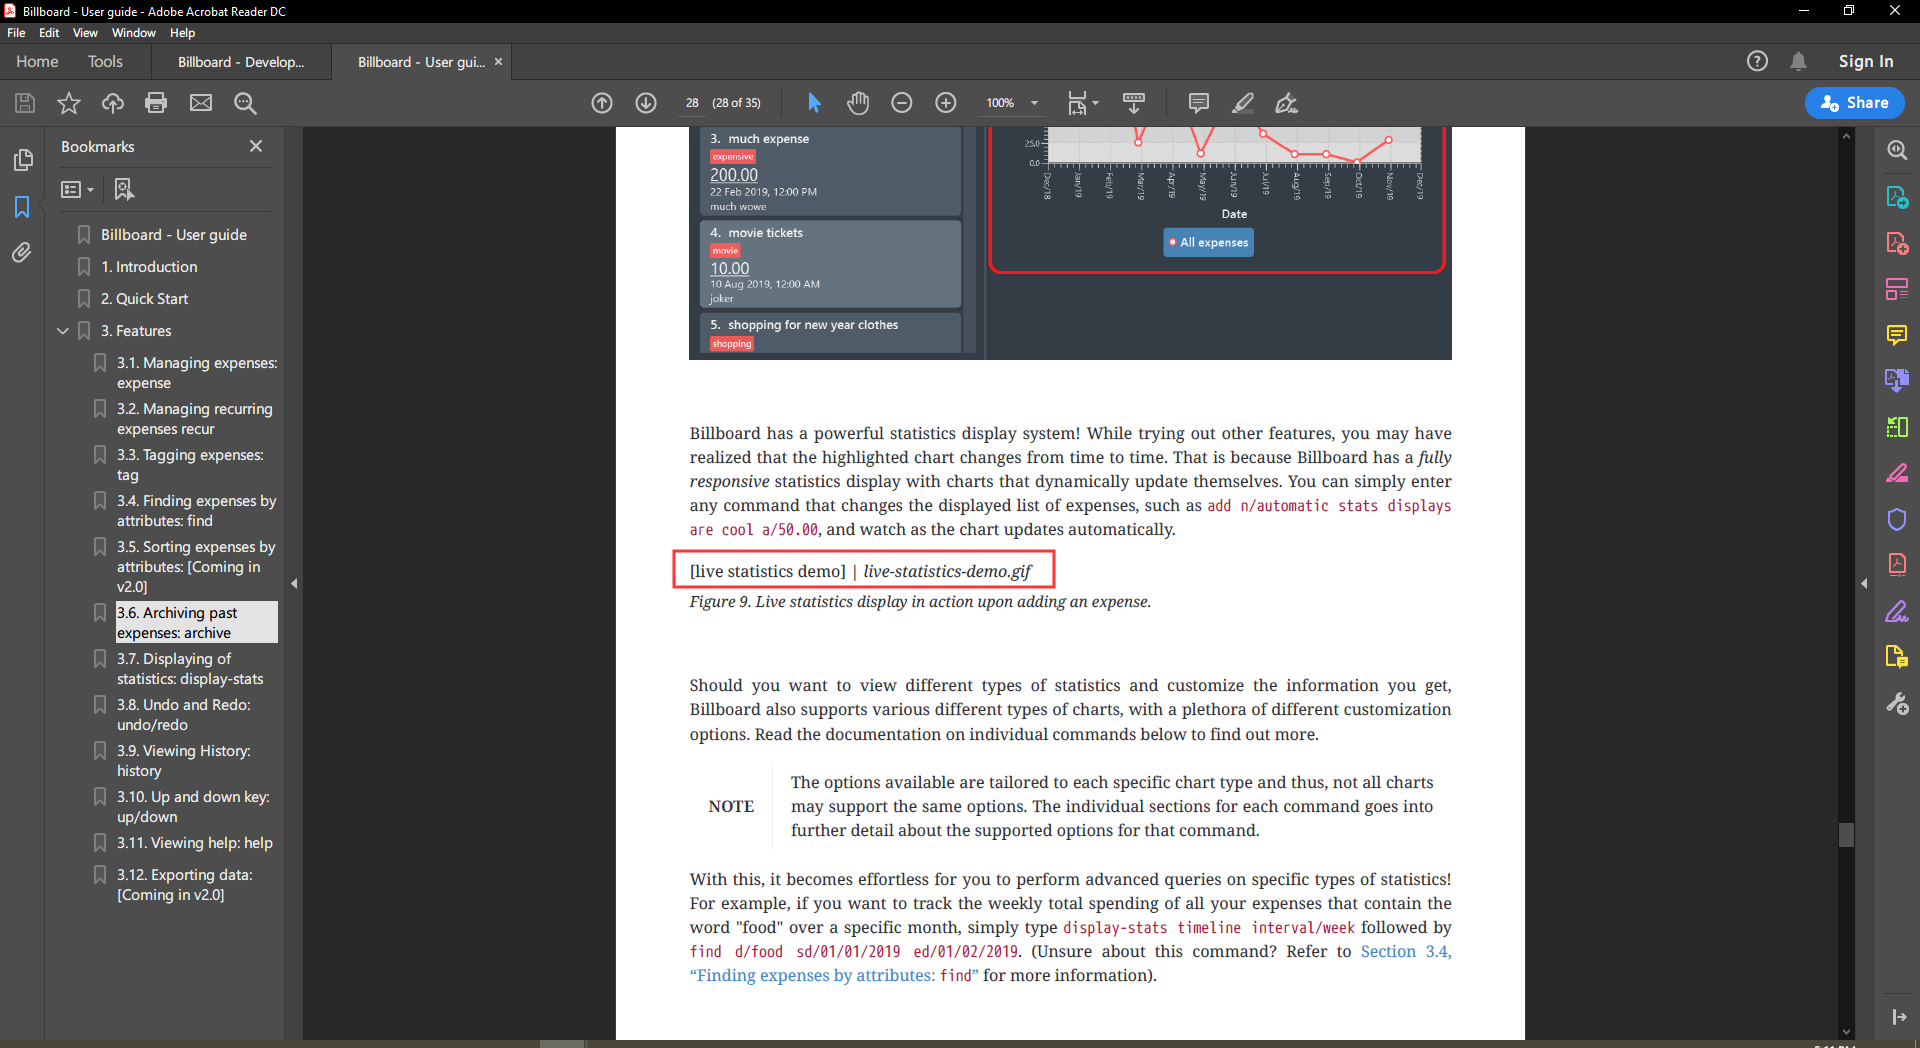 Billboard - User guide - Adobe Acrobat Reader DC
File Edit View Window Help
Home Tools Billboard - Develop... Billboard - User gui... ×
Sign In
28 (28 of 35) 100%
Share
Bookmarks
Billboard - User guide
1. Introduction
2. Quick Start
3. Features
3.1. Managing expenses:
expense
3.2. Managing recurring
expenses recur
3.3. Tagging expenses:
tag
3.4. Finding expenses by
attributes: find
3.5. Sorting expenses by
attributes: [Coming in
v2.0]
3.6. Archiving past
expenses: archive
3.7. Displaying of
statistics: display-stats
3.8. Undo and Redo:
undo/redo
3.9. Viewing History:
history
3.10. Up and down key:
up/down
3.11. Viewing help: help
3.12. Exporting data:
[Coming in v2.0]
3. much expense
expensive
200.00
22 Feb 2019, 12:00 PM
much wowe
4. movie tickets
movie
10.00
10 Aug 2019, 12:00 AM
joker
5. shopping for new year clothes
shopping
25.0
0.0
Dec/18 Jan/19 Feb/19 Mar/19 Apr/19 May/19 Jun/19 Jul/19 Aug/19 Sep/19 Oct/19 Nov/19 Dec/19
Date
All expenses
Billboard has a powerful statistics display system! While trying out other features, you may have
realized that the highlighted chart changes from time to time. That is because Billboard has a fully
responsive statistics display with charts that dynamically update themselves. You can simply enter
any command that changes the displayed list of expenses, such as add n/automatic stats displays
are cool a/50.00, and watch as the chart updates automatically.
[live statistics demo] | live-statistics-demo.gif
Figure 9. Live statistics display in action upon adding an expense.
Should you want to view different types of statistics and customize the information you get,
Billboard also supports various different types of charts, with a plethora of different customization
options. Read the documentation on individual commands below to find out more.
NOTE
The options available are tailored to each specific chart type and thus, not all charts
may support the same options. The individual sections for each command goes into
further detail about the supported options for that command.
With this, it becomes effortless for you to perform advanced queries on specific types of statistics!
For example, if you want to track the weekly total spending of all your expenses that contain the
word "food" over a specific month, simply type display-stats timeline interval/week followed by
find d/food sd/01/01/2019 ed/01/02/2019. (Unsure about this command? Refer to Section 3.4,
“Finding expenses by attributes: find” for more information).